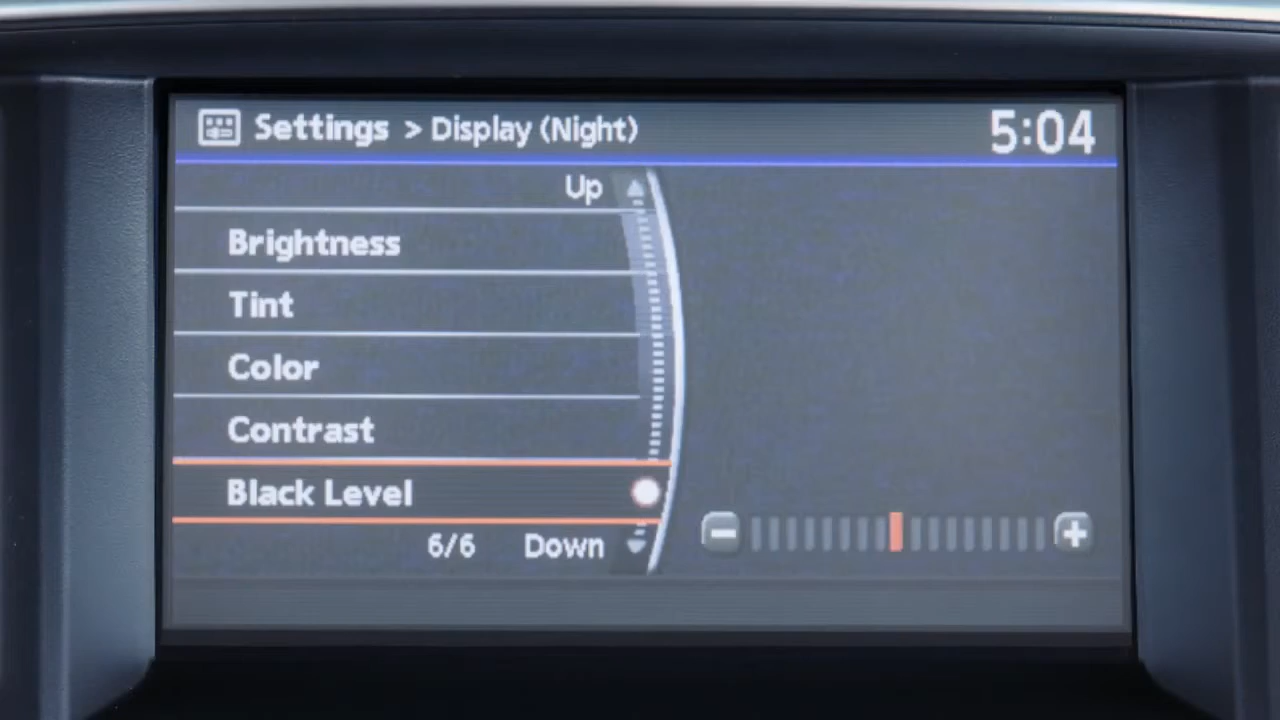 Settings > Display (Night)
5:04
Up
Brightness
Tint
Color
Contrast
Black Level
6/6 Down